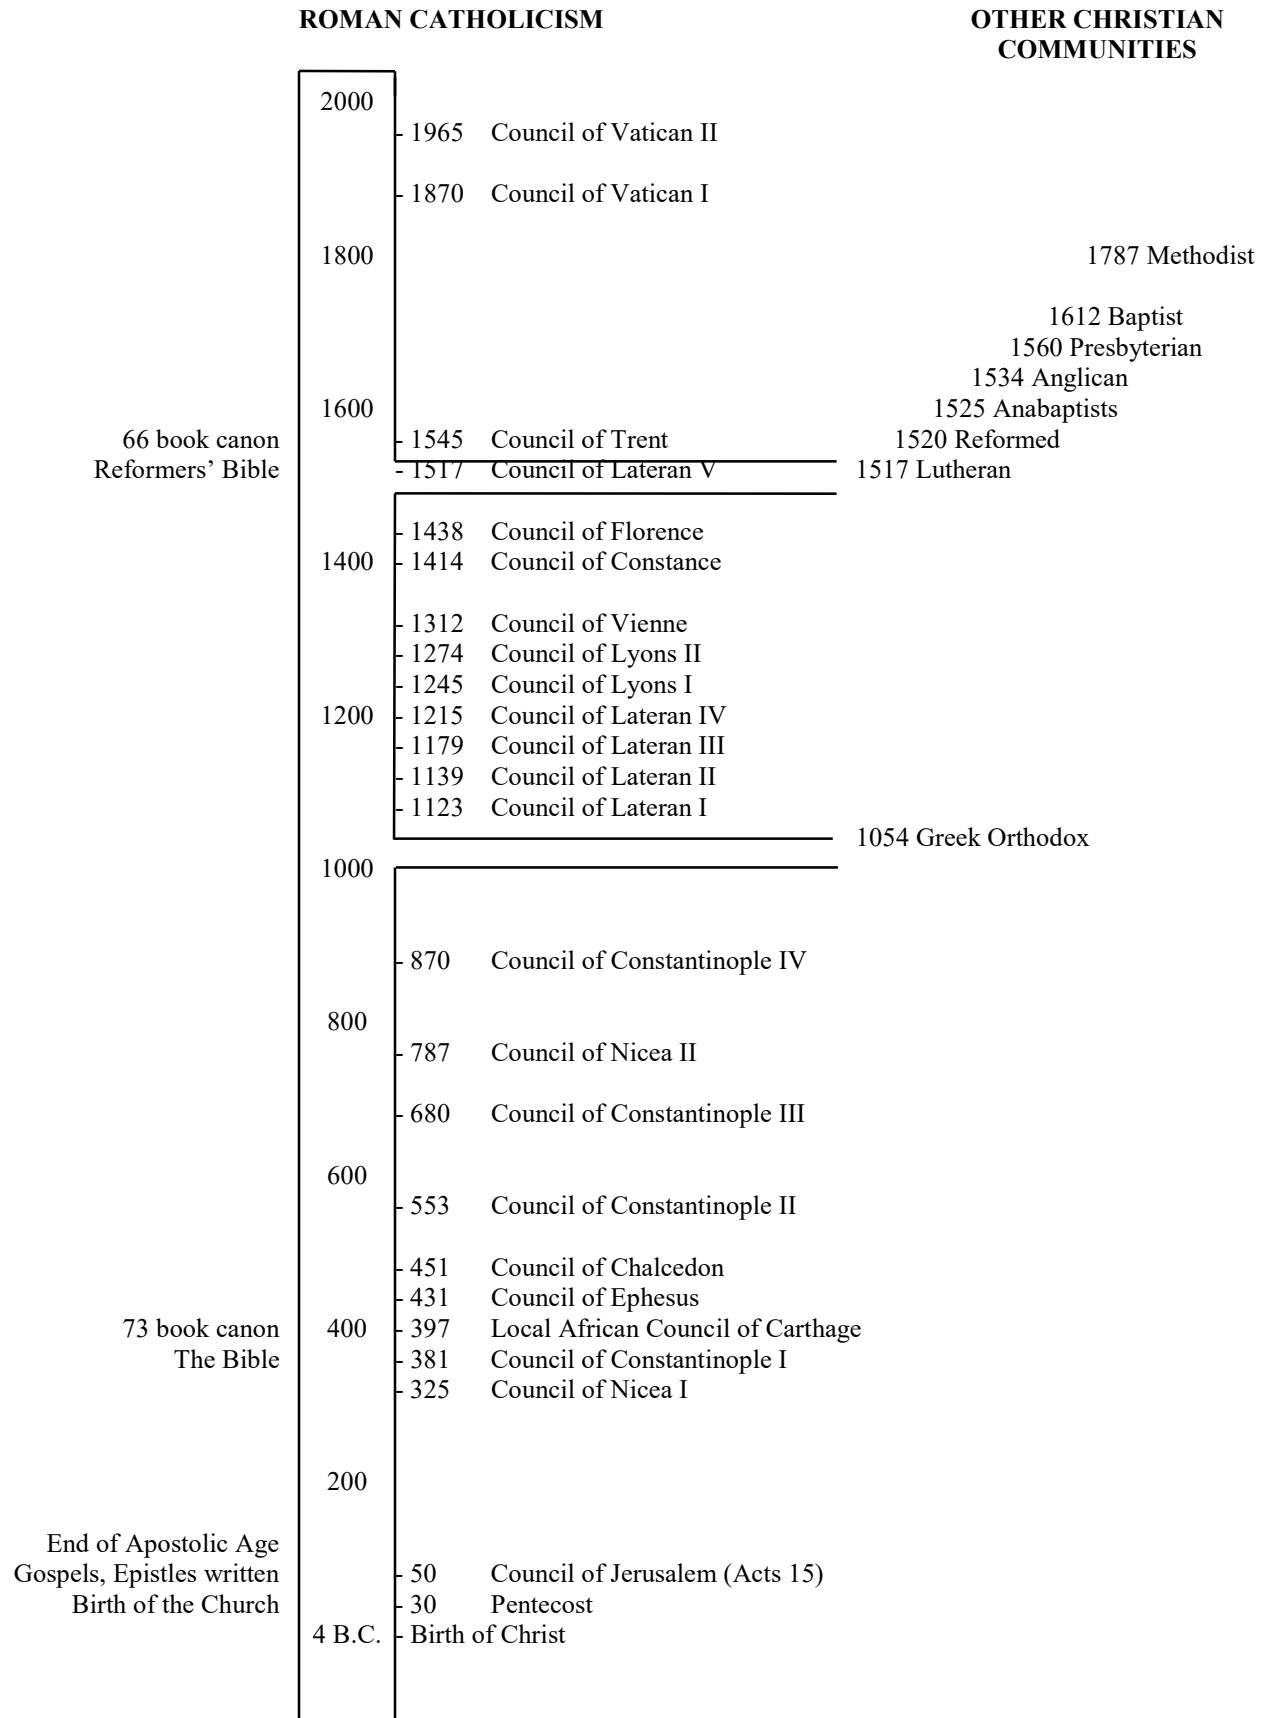 ROMAN CATHOLICISM
OTHER CHRISTIAN
COMMUNITIES
2000
- 1965 Council of Vatican II
- 1870 Council of Vatican I
1800
1787 Methodist
1612 Baptist
1560 Presbyterian
1534 Anglican
1600
1525 Anabaptists
66 book canon
- 1545 Council of Trent
1520 Reformed
Reformers’ Bible
- 1517 Council of Lateran V
1517 Lutheran
- 1438 Council of Florence
1400
- 1414 Council of Constance
- 1312 Council of Vienne
- 1274 Council of Lyons II
- 1245 Council of Lyons I
1200
- 1215 Council of Lateran IV
- 1179 Council of Lateran III
- 1139 Council of Lateran II
- 1123 Council of Lateran I
1054 Greek Orthodox
1000
- 870 Council of Constantinople IV
800
- 787 Council of Nicea II
- 680 Council of Constantinople III
600
- 553 Council of Constantinople II
- 451 Council of Chalcedon
- 431 Council of Ephesus
73 book canon
400
- 397 Local African Council of Carthage
The Bible
- 381 Council of Constantinople I
- 325 Council of Nicea I
200
End of Apostolic Age
Gospels, Epistles written
- 50 Council of Jerusalem (Acts 15)
Birth of the Church
- 30 Pentecost
4 B.C.
- Birth of Christ